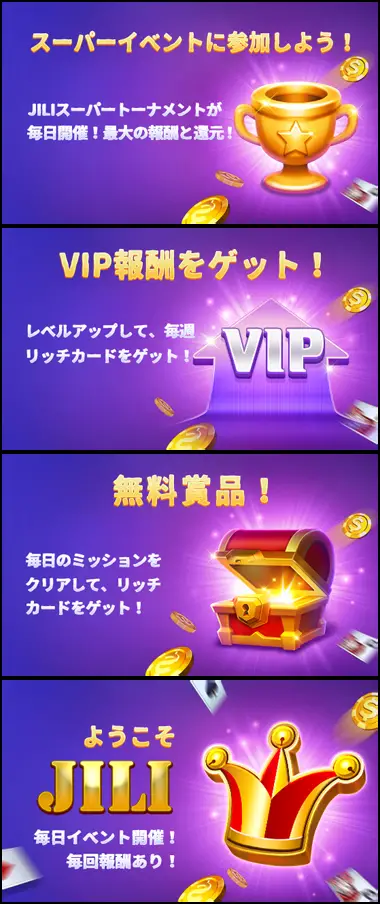 スーパーイベントに参加しよう！
JILIスーパートーナメントが
毎日開催！最大の報酬と還元！
VIP報酬をゲット！
レベルアップして、毎週
リッチカードをゲット！
VIP
無料賞品！
毎日のミッションを
クリアして、リッチ
カードをゲット！
ようこそ
JILI
毎日イベント開催！
毎回報酬あり！